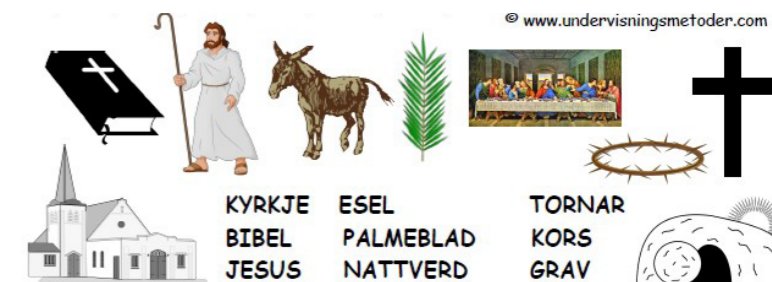 © www.undervisningsmetoder.com
KYRKJE ESEL TORNAR
BIBEL PALMEBLAD KORS
JESUS NATTVERD GRAV